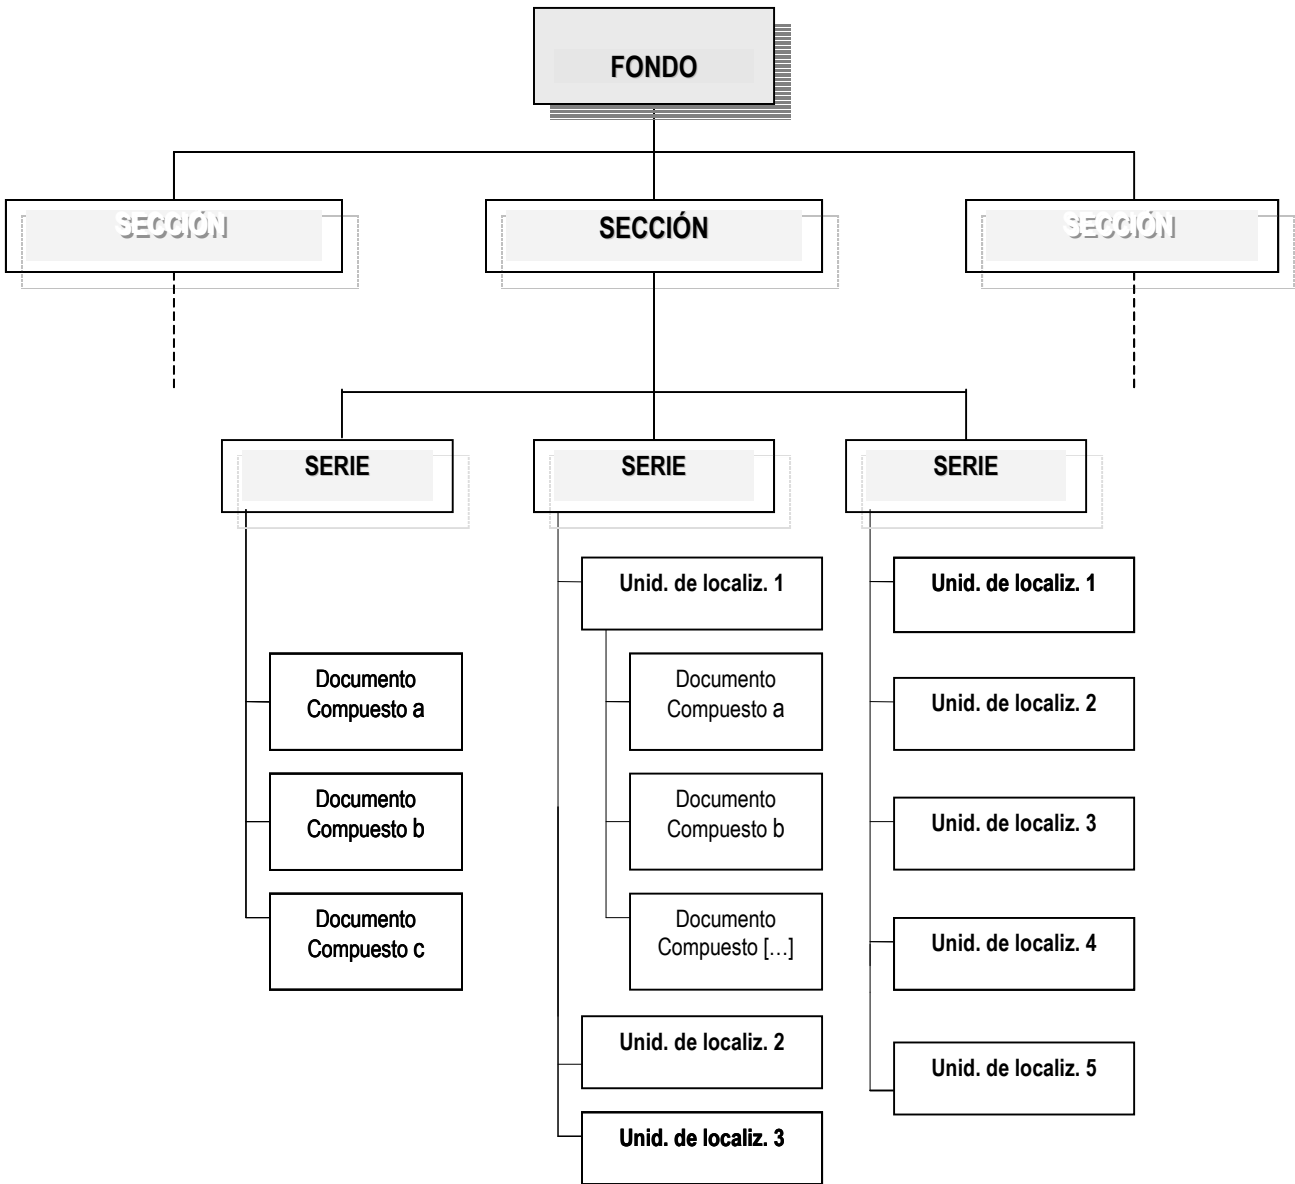 FONDO
SECCIÓN
SECCIÓN
SECCIÓN
SERIE
SERIE
SERIE
Unid. de localiz. 1
Unid. de localiz. 1
Documento
Compuesto a
Documento
Compuesto a
Unid. de localiz. 2
Documento
Compuesto b
Documento
Compuesto b
Unid. de localiz. 3
Documento
Compuesto c
Documento
Compuesto [...]
Unid. de localiz. 4
Unid. de localiz. 2
Unid. de localiz. 5
Unid. de localiz. 3